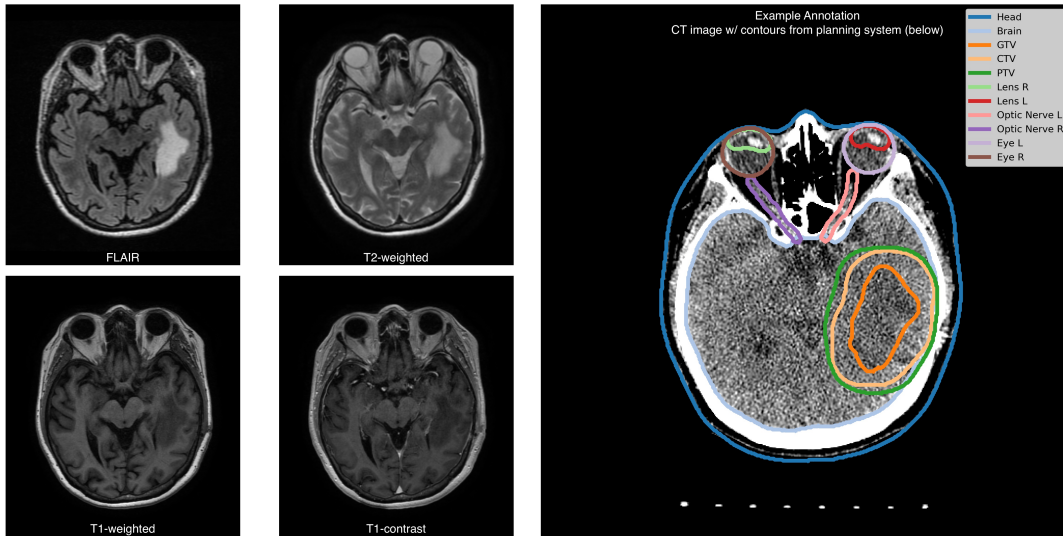 FLAIR
T2-weighted
T1-weighted
T1-contrast
Example Annotation
CT image w/ contours from planning system (below)
Head
Brain
GTV
CTV
PTV
Lens R
Lens L
Optic Nerve L
Optic Nerve R
Eye L
Eye R